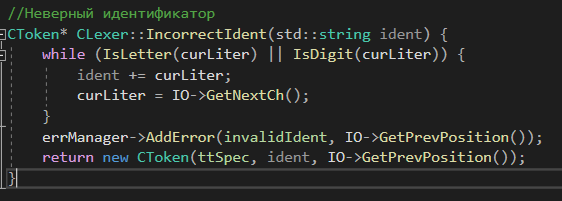 //Неверный идентификатор
CToken* CLexer::IncorrectIdent(std::string ident) {
    while (IsLetter(curLiter) || IsDigit(curLiter)) {
        ident += curLiter;
        curLiter = IO->GetNextCh();
    }
    errManager->AddError(invalidIdent, IO->GetPrevPosition());
    return new CToken(ttSpec, ident, IO->GetPrevPosition());
}